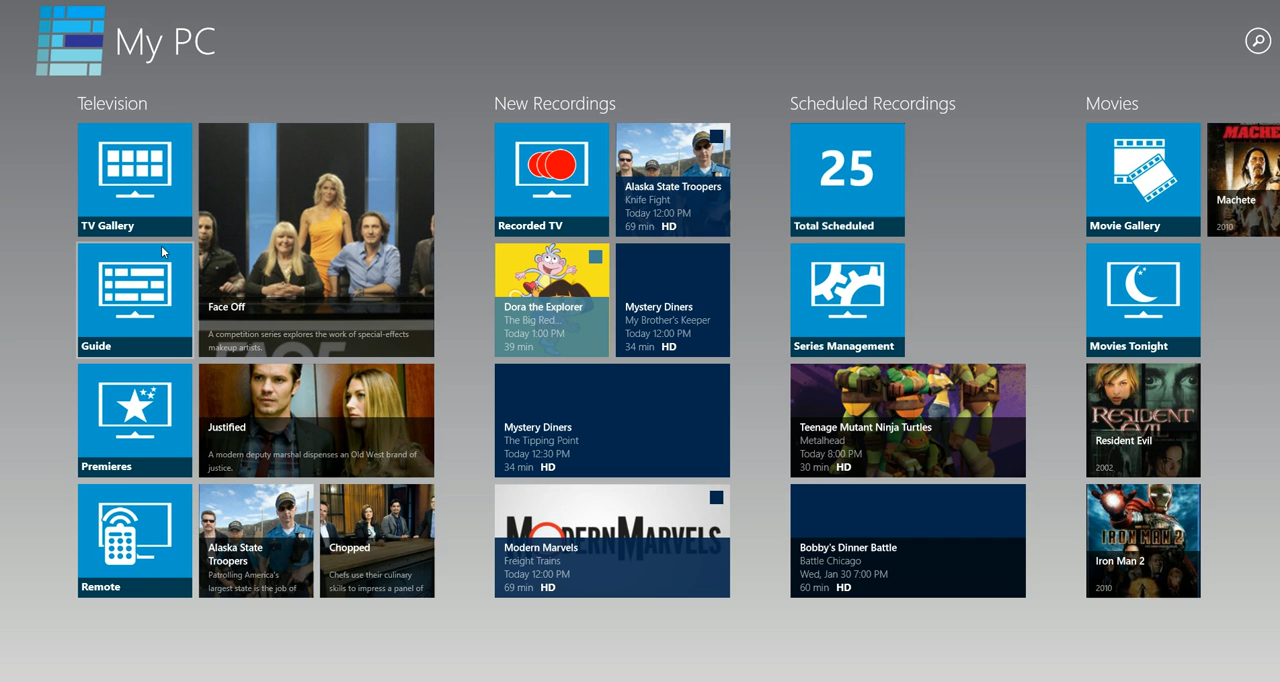 My PC
Television
TV Gallery
Face Off
A competition series explores the work of special-effects
makeup artists.
Guide
Premieres
Justified
A modern deputy marshal dispenses an Old West brand of
justice.
Remote
Alaska State
Troopers
Patrolling America's
largest state is the job of
Chopped
Chefs use their culinary
skills to impress a panel of
New Recordings
Recorded TV
Alaska State Troopers
Knife Fight
Today 12:00 PM
69 min HD
Dora the Explorer
The Big Red...
Today 1:00 PM
39 min
Mystery Diners
My Brother's Keeper
Today 12:00 PM
34 min HD
Mystery Diners
The Tipping Point
Today 12:30 PM
34 min HD
MODERN MARVELS
Modern Marvels
Freight Trains
Today 12:00 PM
69 min HD
Scheduled Recordings
25
Total Scheduled
Series Management
Teenage Mutant Ninja Turtles
Metalhead
Today 8:00 PM
30 min HD
Bobby's Dinner Battle
Battle Chicago
Wed, Jan 30 7:00 PM
60 min HD
Movies
Movie Gallery
MACHE
Machete
2010
Movies Tonight
RESIDENT
EVIL
Resident Evil
2002
IRON MAN 2
Iron Man 2
2010